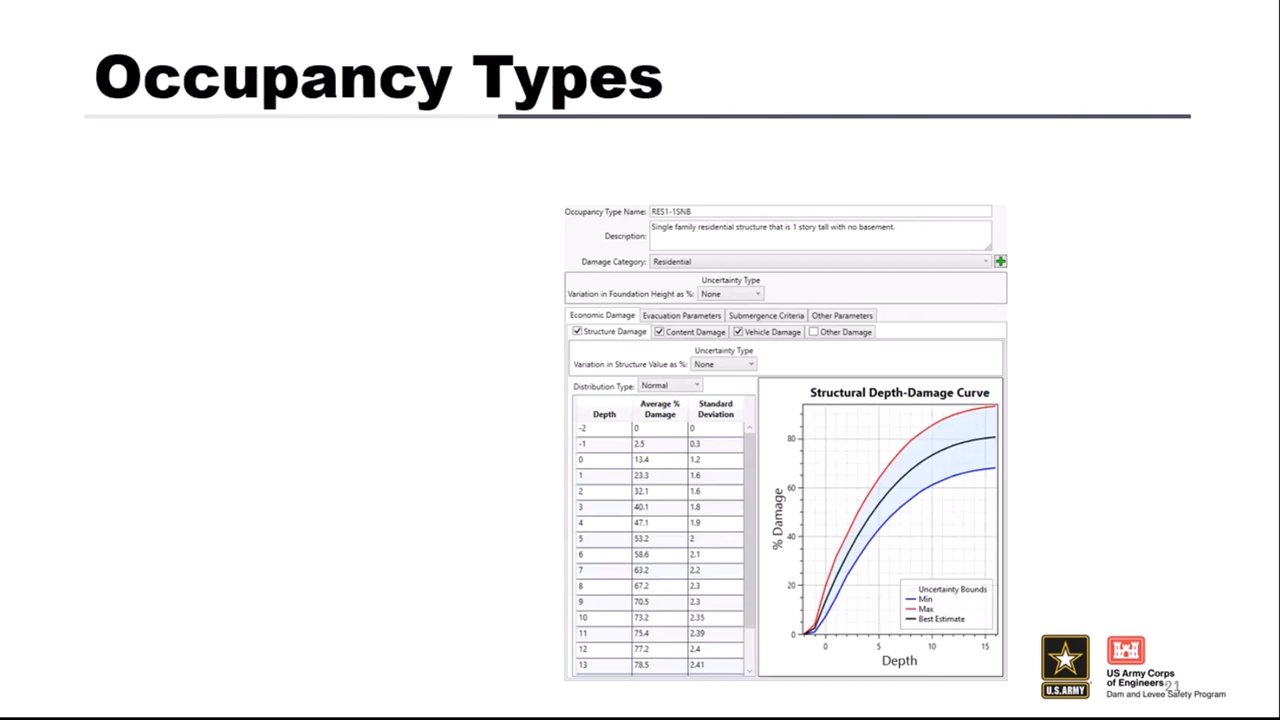 Occupancy Types
Occupancy Type Name: RES1-1SNB
Description: Single family residential structure that is 1 story tall with no basement.
Damage Category: Residential
Uncertainty Type
Variation in Foundation Height as %: None
Economic Damage Evacuation Parameters Submergence Criteria Other Parameters
Structure Damage Content Damage Vehicle Damage Other Damage
Uncertainty Type
Variation in Structure Value as %: None
Distribution Type: Normal
Depth Average % Damage Standard Deviation
-2 0 0
-1 2.5 0.3
0 13.4 1.2
1 23.3 1.6
2 32.1 1.6
3 40.1 1.8
4 47.1 1.9
5 53.2 2
6 58.6 2.1
7 63.2 2.2
8 67.2 2.3
9 70.5 2.3
10 73.2 2.35
11 75.4 2.39
12 77.2 2.4
13 78.5 2.41
Structural Depth-Damage Curve
% Damage
80
60
40
20
0
Uncertainty Bounds
Min
Max
Best Estimate
0 5 10 15
Depth
U.S.ARMY
US Army Corps
of Engineers
Dam and Levee Safety Program
21